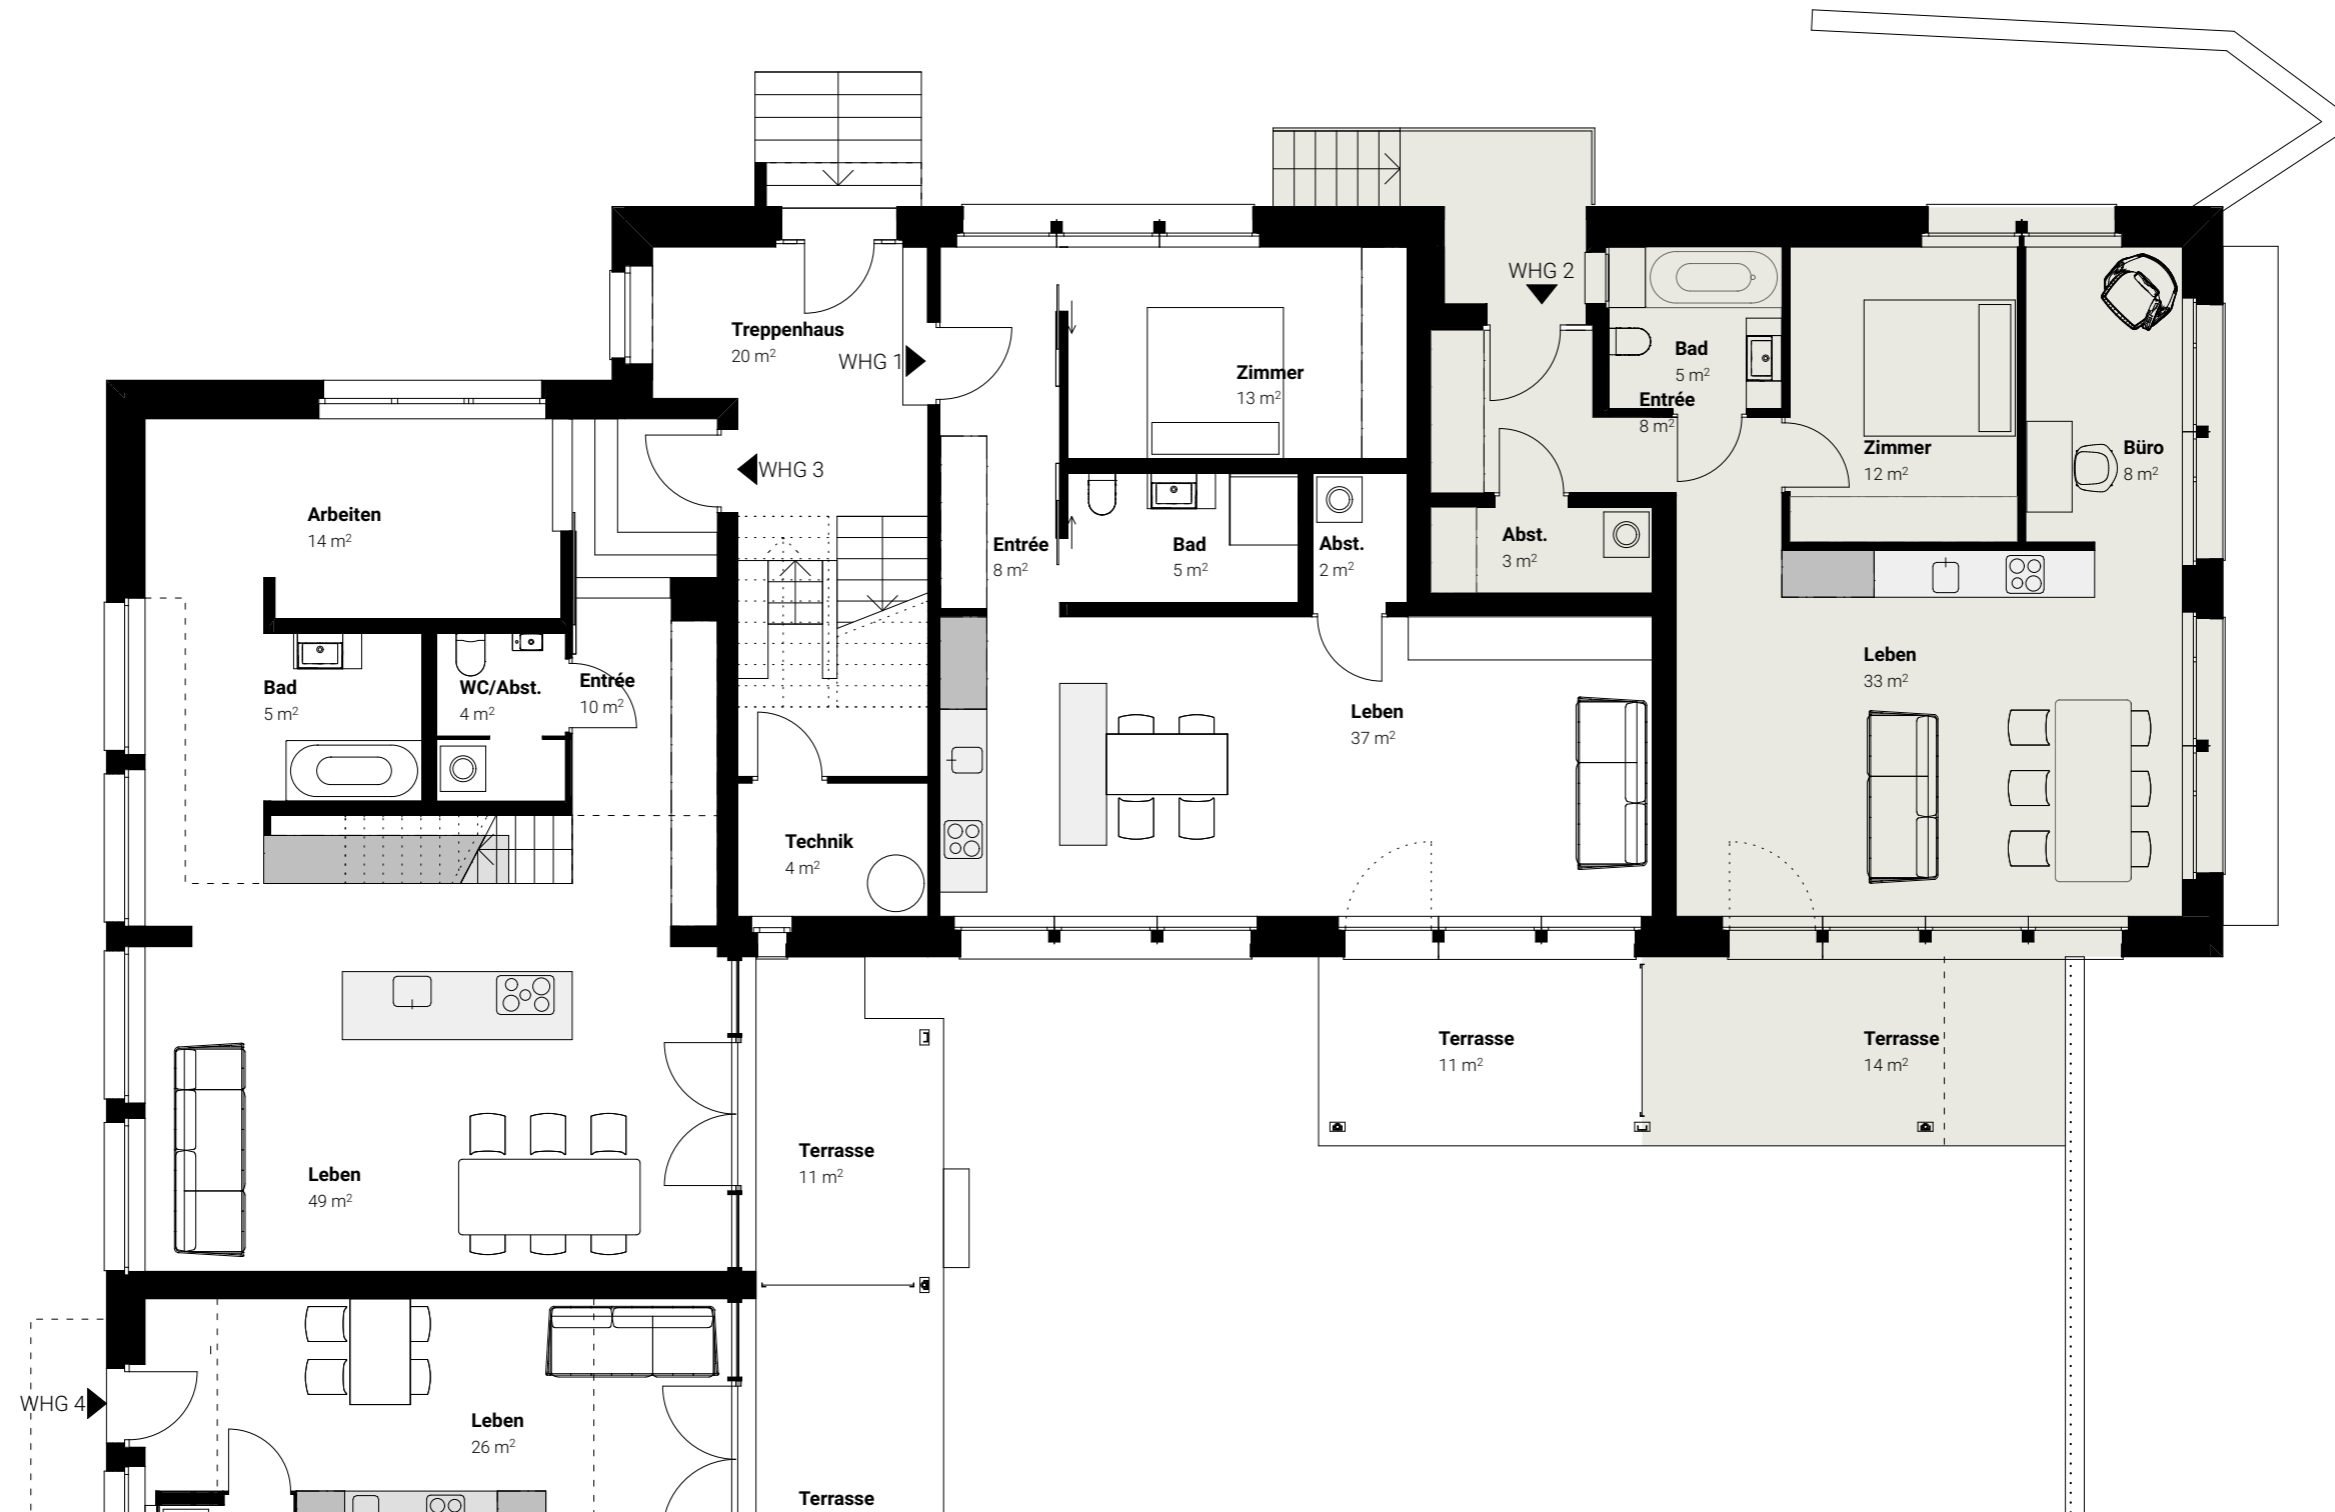 WHG 2
Treppenhaus
20 m²
WHG 1
Zimmer
13 m²
Bad
5 m²
Entrée
8 m²
Zimmer
12 m²
Büro
8 m²
WHG 3
Arbeiten
14 m²
Entrée
8 m²
Bad
5 m²
Abst.
2 m²
Abst.
3 m²
Leben
33 m²
Bad
5 m²
WC/Abst.
4 m²
Entrée
10 m²
Leben
37 m²
Technik
4 m²
Terrasse
11 m²
Terrasse
14 m²
Terrasse
11 m²
Leben
49 m²
WHG 4
Leben
26 m²
Terrasse